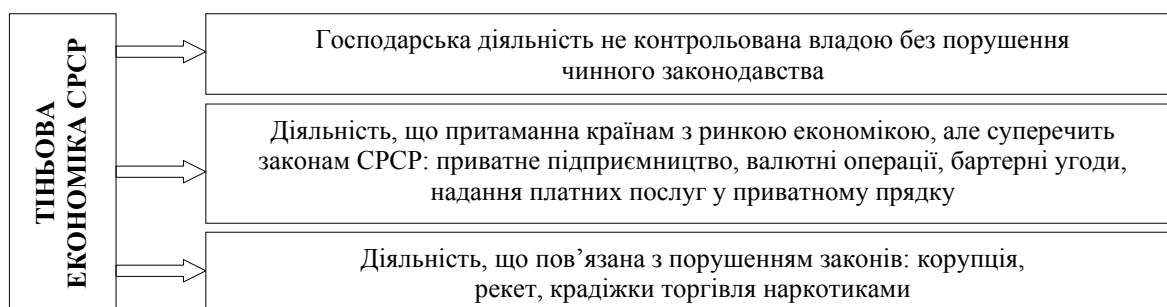 ТІНЬОВА
ЕКОНОМІКА СРСР
Господарська діяльність не контрольована владою без порушення
чинного законодавства
Діяльність, що притаманна країнам з ринкою економікою, але суперечить
законам СРСР: приватне підприємництво, валютні операції, бартерні угоди,
надання платних послуг у приватному прядку
Діяльність, що пов’язана з порушенням законів: корупція,
рекет, крадіжки торгівля наркотиками